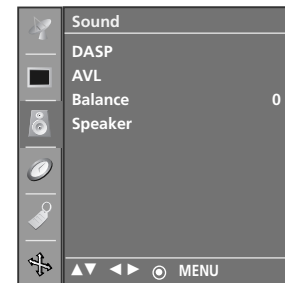 Sound
DASP
AVL
Balance 0
Speaker
▲▼ ◄► ◉ MENU